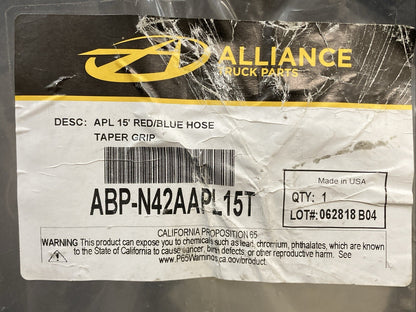 ALLIANCE
TRUCK PARTS
DESC: APL 15' RED/BLUE HOSE
TAPER GRIP
ABP-N42AAPL15T
Made in USA
QTY: 1
LOT#: 062818 B04
CALIFORNIA PROPOSITION 65
WARNING This product can expose you to chemicals such as lead, chromium, phthalates, which are known
to the State of California to cause cancer, birth defects, or other reproductive harm. See
www.P65Warnings.ca.gov/product.